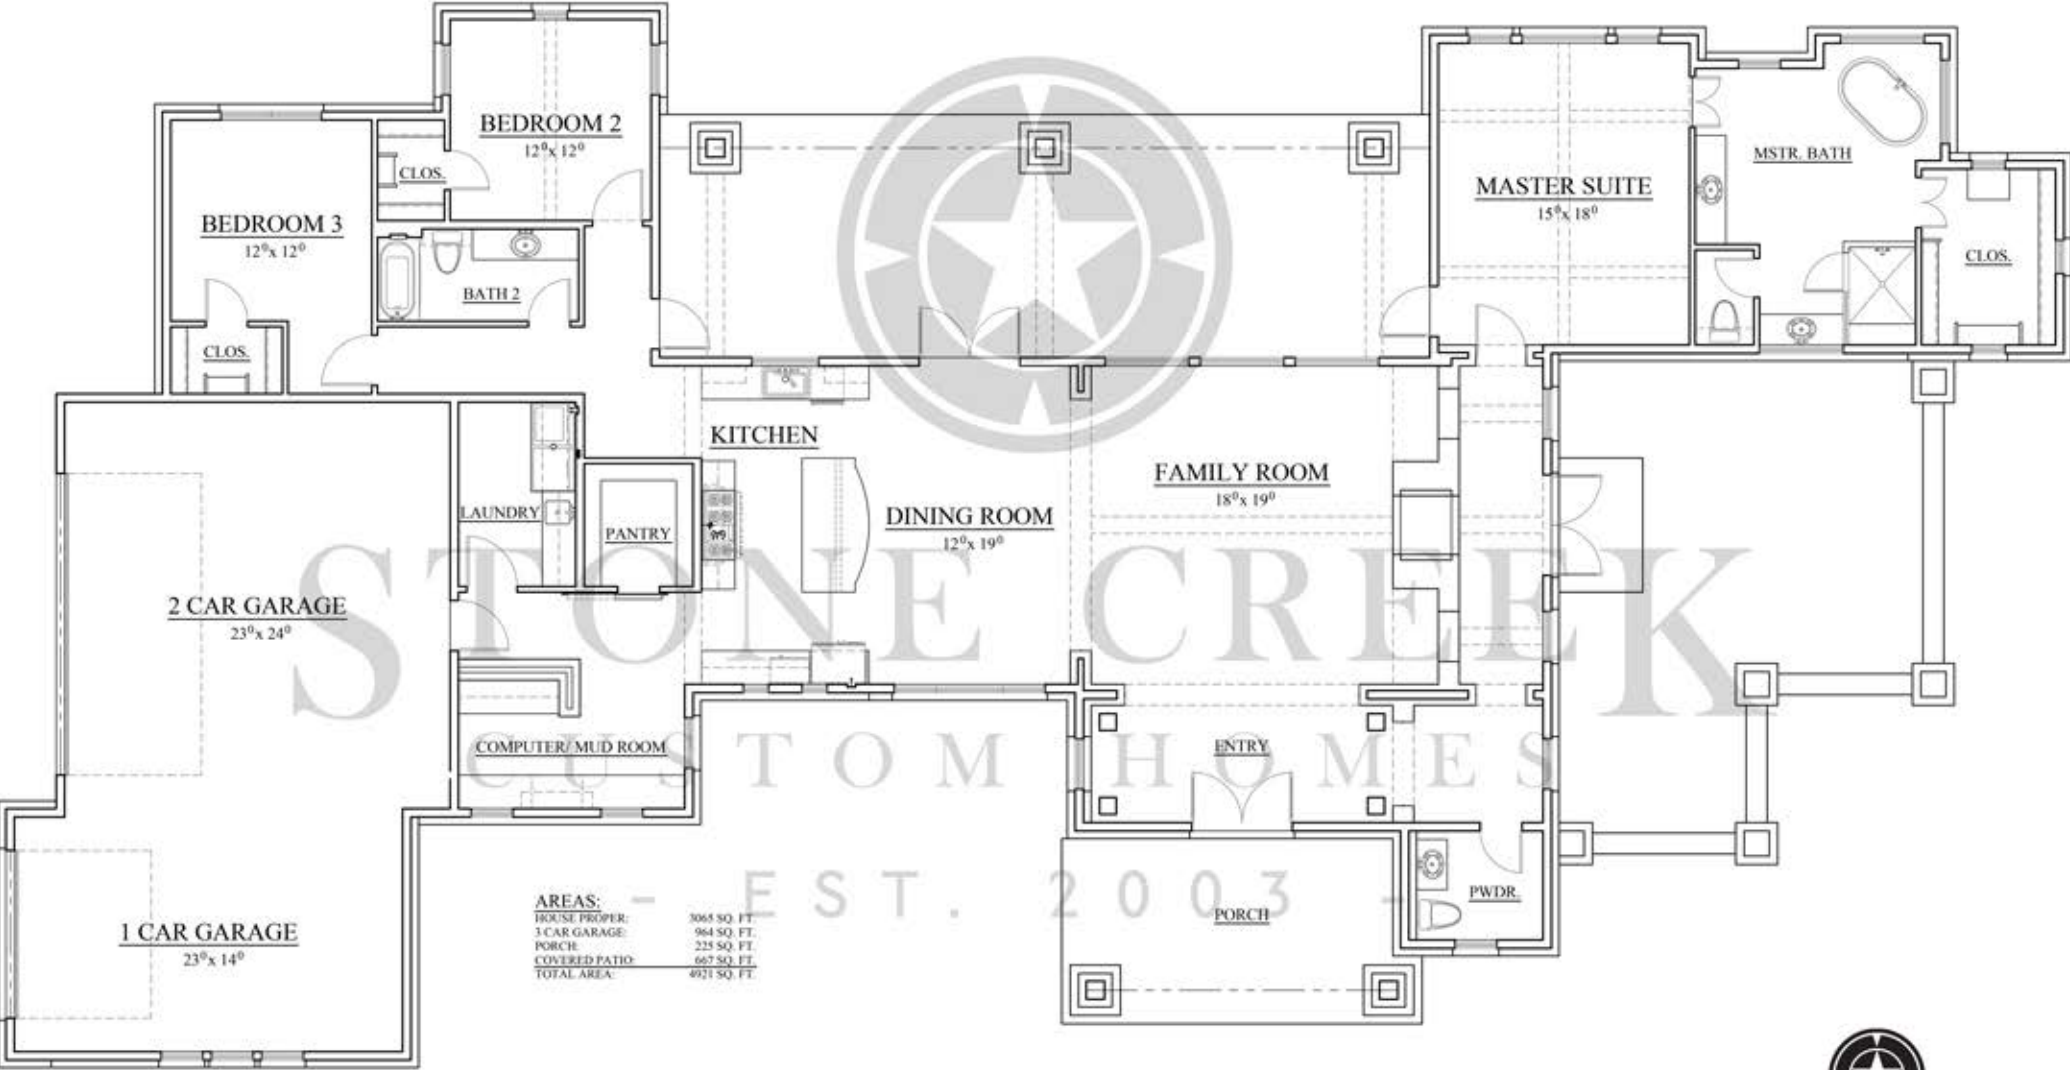 BEDROOM 2
12⁰x 12⁰
CLOS.
BEDROOM 3
12⁰x 12⁰
BATH 2
CLOS.
MASTER SUITE
15⁰x 18⁰
MSTR. BATH
CLOS.
KITCHEN
FAMILY ROOM
18⁰x 19⁰
DINING ROOM
12⁰x 19⁰
LAUNDRY
PANTRY
GAS
2 CAR GARAGE
23⁰x 24⁰
COMPUTER/ MUD ROOM
ENTRY
PWDR.
PORCH
1 CAR GARAGE
23⁰x 14⁰
STONE CREEK
CUSTOM HOMES
- EST. 2003 -
AREAS:
HOUSE PROPER: 3065 SQ. FT.
3 CAR GARAGE: 964 SQ. FT.
PORCH: 225 SQ. FT.
COVERED PATIO: 667 SQ. FT.
TOTAL AREA: 4921 SQ. FT.